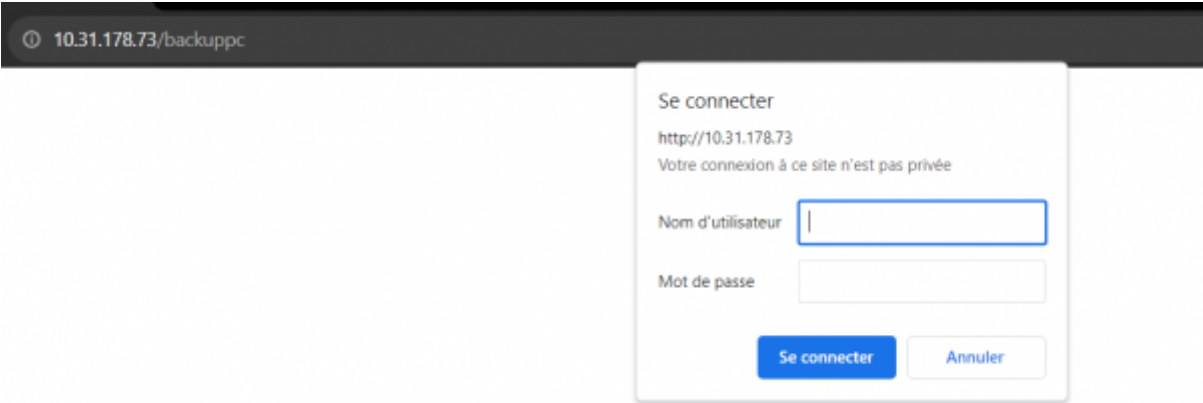 10.31.178.73/backuppc
Se connecter
http://10.31.178.73
Votre connexion à ce site n'est pas privée
Nom d'utilisateur
Mot de passe
Se connecter Annuler